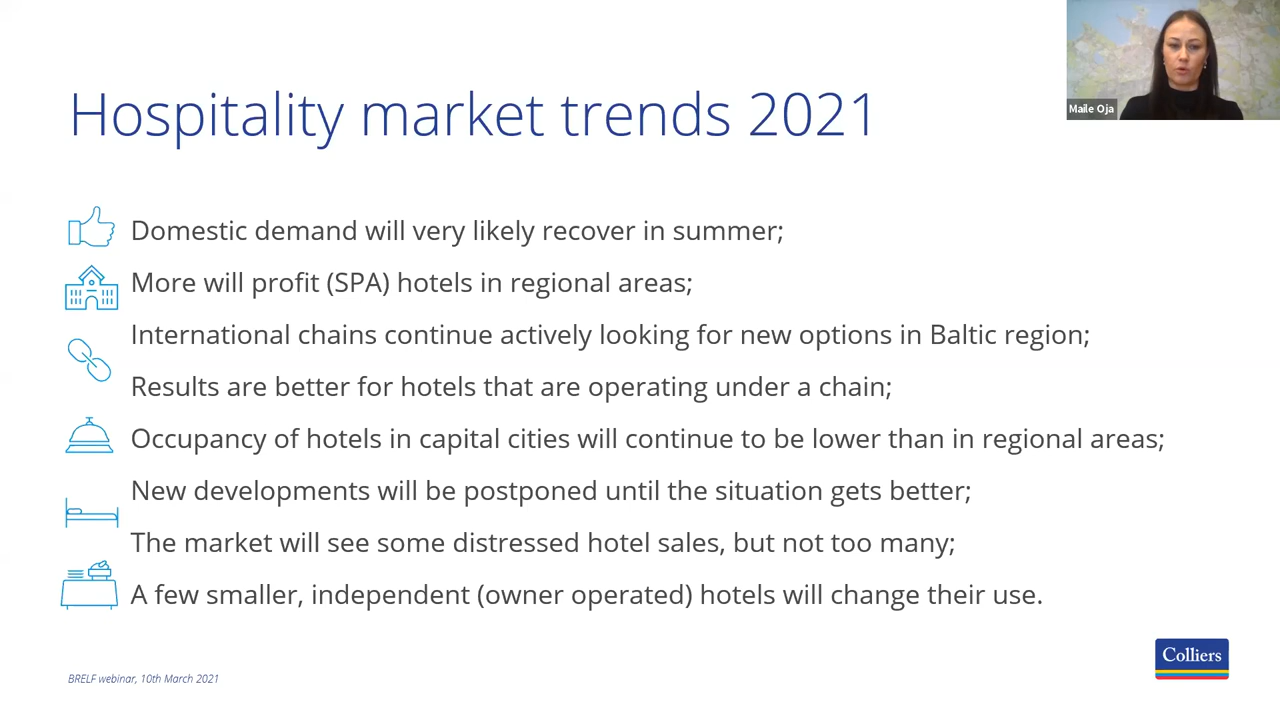 Maile Oja
Hospitality market trends 2021
Domestic demand will very likely recover in summer;
More will profit (SPA) hotels in regional areas;
International chains continue actively looking for new options in Baltic region;
Results are better for hotels that are operating under a chain;
Occupancy of hotels in capital cities will continue to be lower than in regional areas;
New developments will be postponed until the situation gets better;
The market will see some distressed hotel sales, but not too many;
A few smaller, independent (owner operated) hotels will change their use.
Colliers
BRELF webinar, 10th March 2021